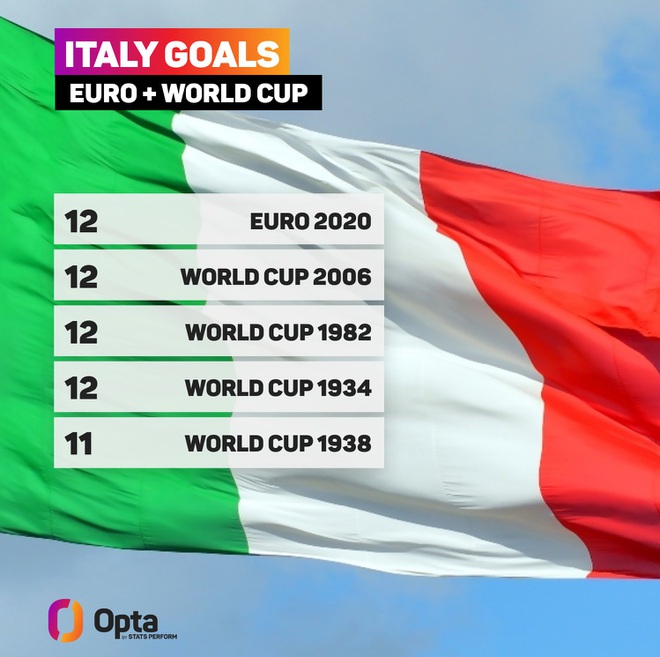 ITALY GOALS
EURO + WORLD CUP
12 EURO 2020
12 WORLD CUP 2006
12 WORLD CUP 1982
12 WORLD CUP 1934
11 WORLD CUP 1938
Opta
BY STATS PERFORM